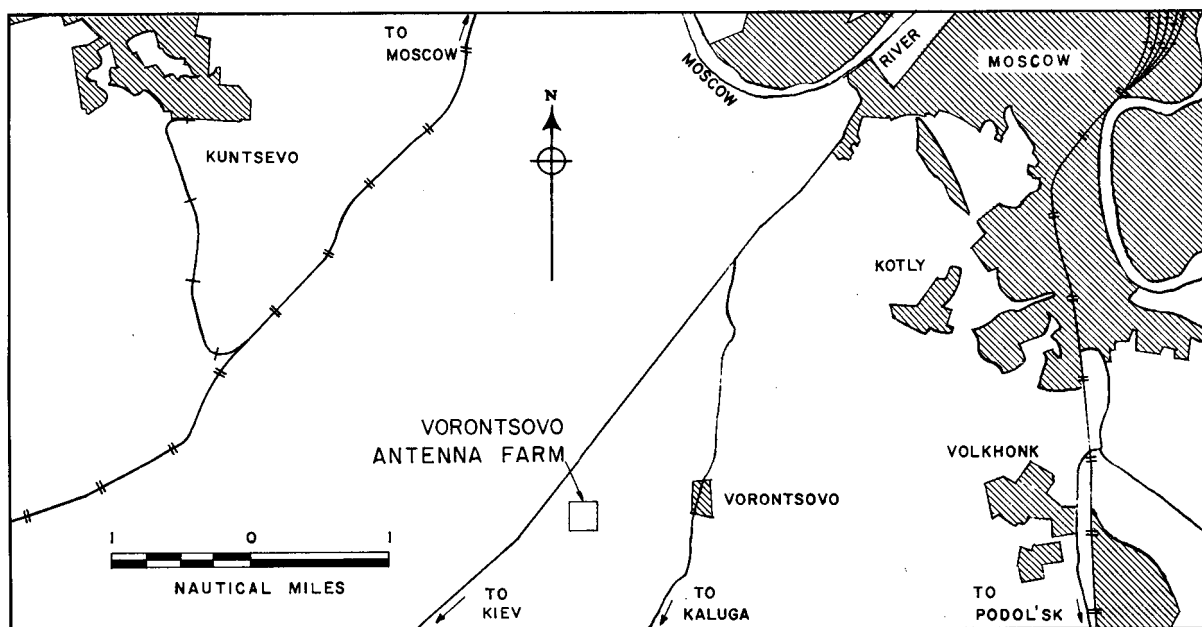 TO
MOSCOW
MOSCOW
RIVER
MOSCOW
N
KUNTSEVO
KOTLY
VORONTSOVO
ANTENNA FARM
VOLKHONK
VORONTSOVO
1 0 1
NAUTICAL MILES
TO
KIEV
TO
KALUGA
TO
PODOL'SK